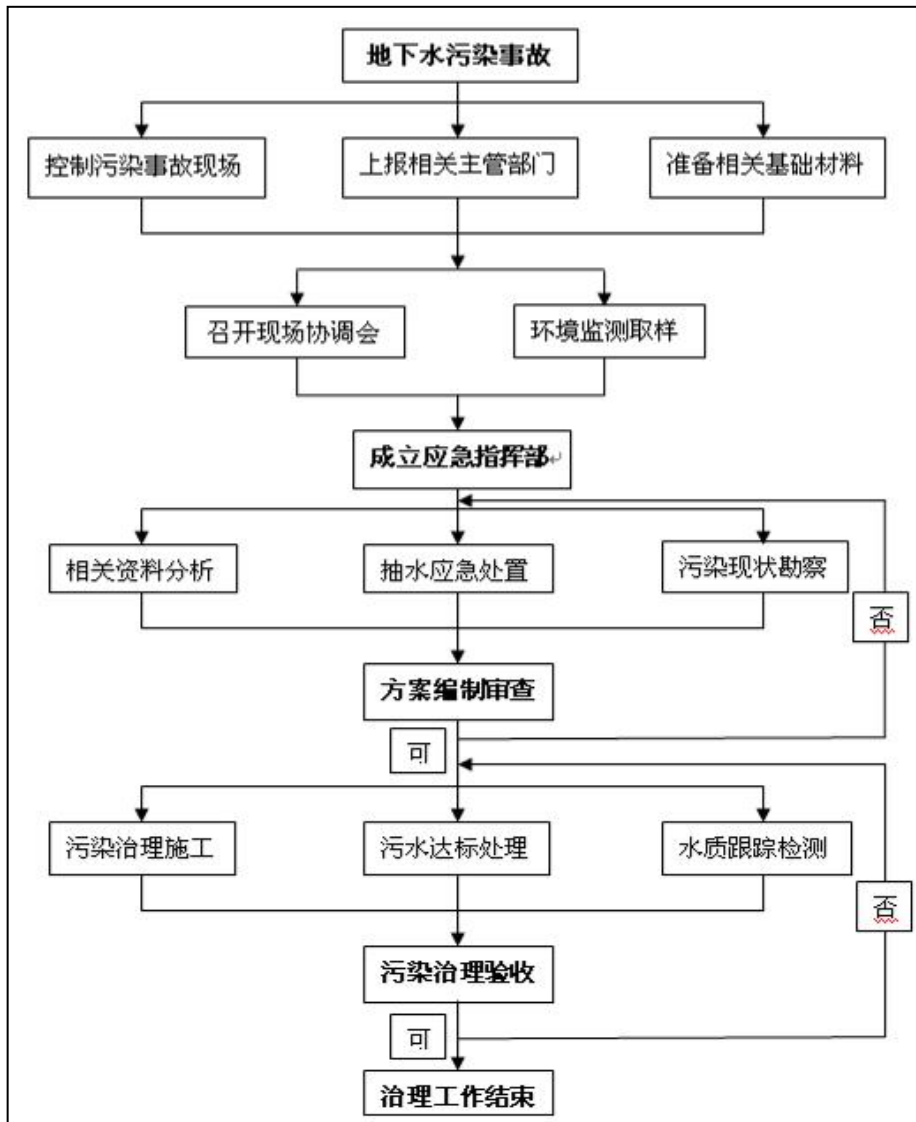 地下水污染事故
控制污染事故现场
上报相关主管部门
准备相关基础材料
召开现场协调会
环境监测取样
成立应急指挥部
相关资料分析
抽水应急处置
污染现状勘察
否
方案编制审查
可
污染治理施工
污水达标处理
水质跟踪检测
否
污染治理验收
可
治理工作结束